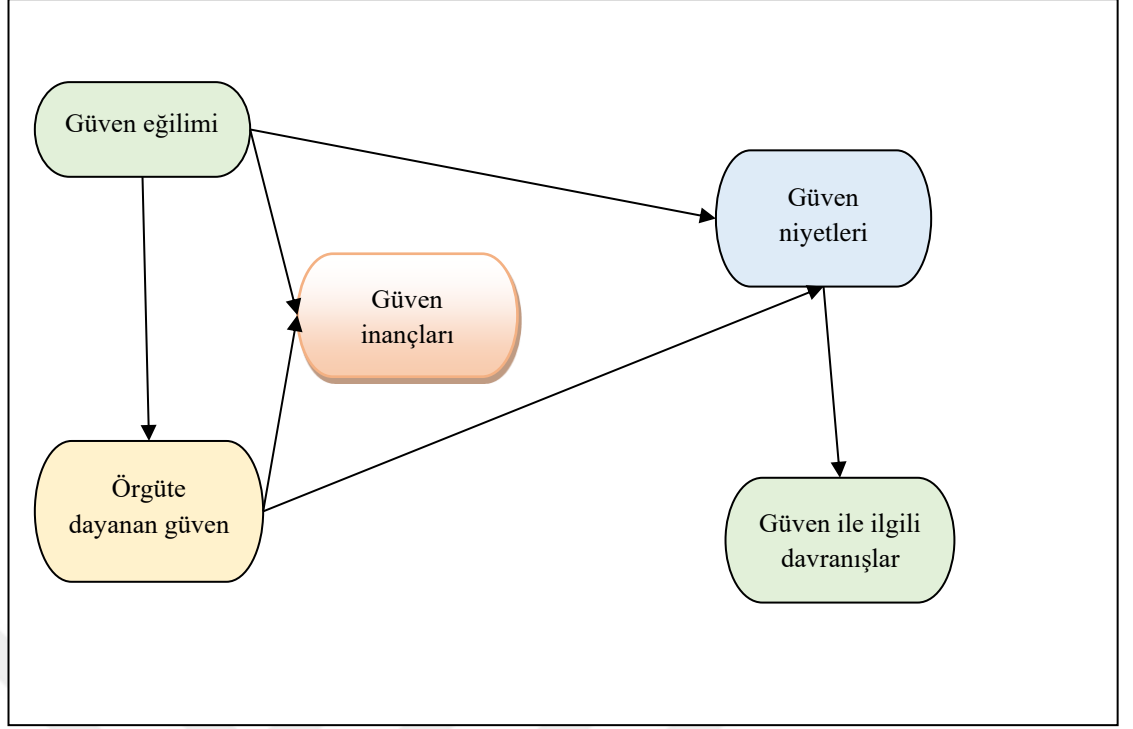 Güven eğilimi
Güven
niyetleri
Güven
inançları
Örgüte
dayanan güven
Güven ile ilgili
davranışlar